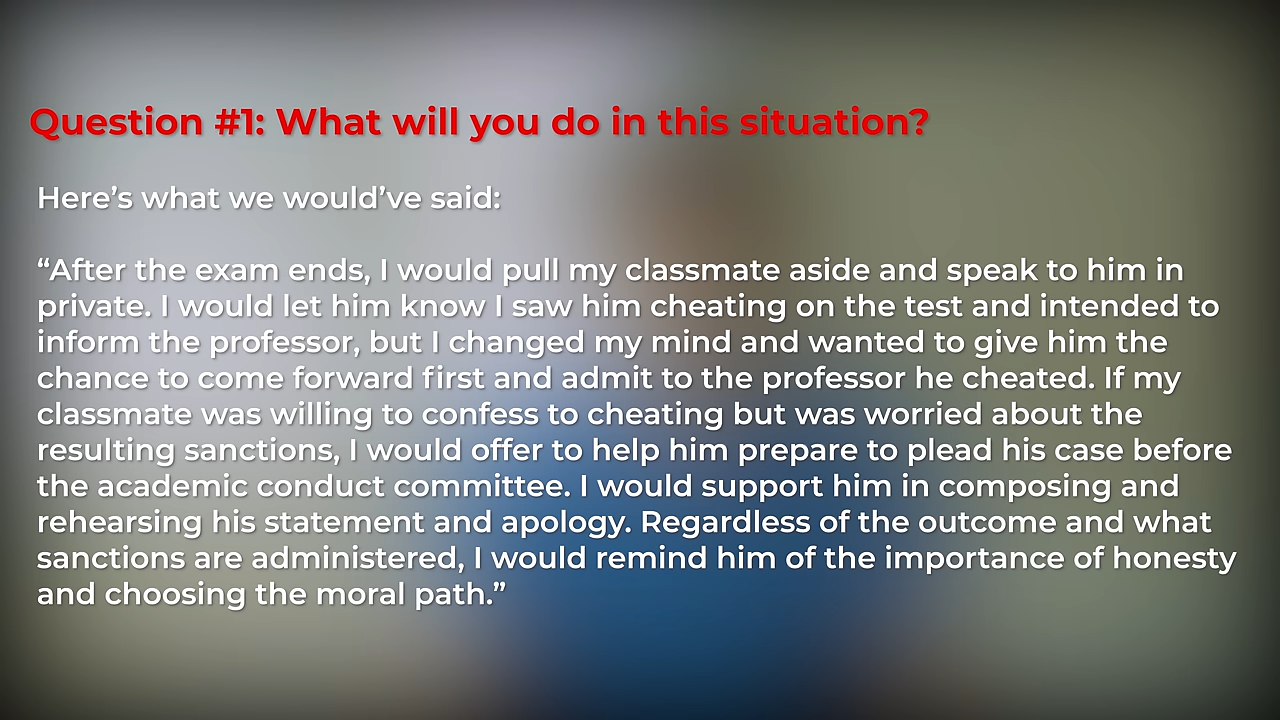 Question #1: What will you do in this situation?
Here’s what we would’ve said:
“After the exam ends, I would pull my classmate aside and speak to him in
private. I would let him know I saw him cheating on the test and intended to
inform the professor, but I changed my mind and wanted to give him the
chance to come forward first and admit to the professor he cheated. If my
classmate was willing to confess to cheating but was worried about the
resulting sanctions, I would offer to help him prepare to plead his case before
the academic conduct committee. I would support him in composing and
rehearsing his statement and apology. Regardless of the outcome and what
sanctions are administered, I would remind him of the importance of honesty
and choosing the moral path.”